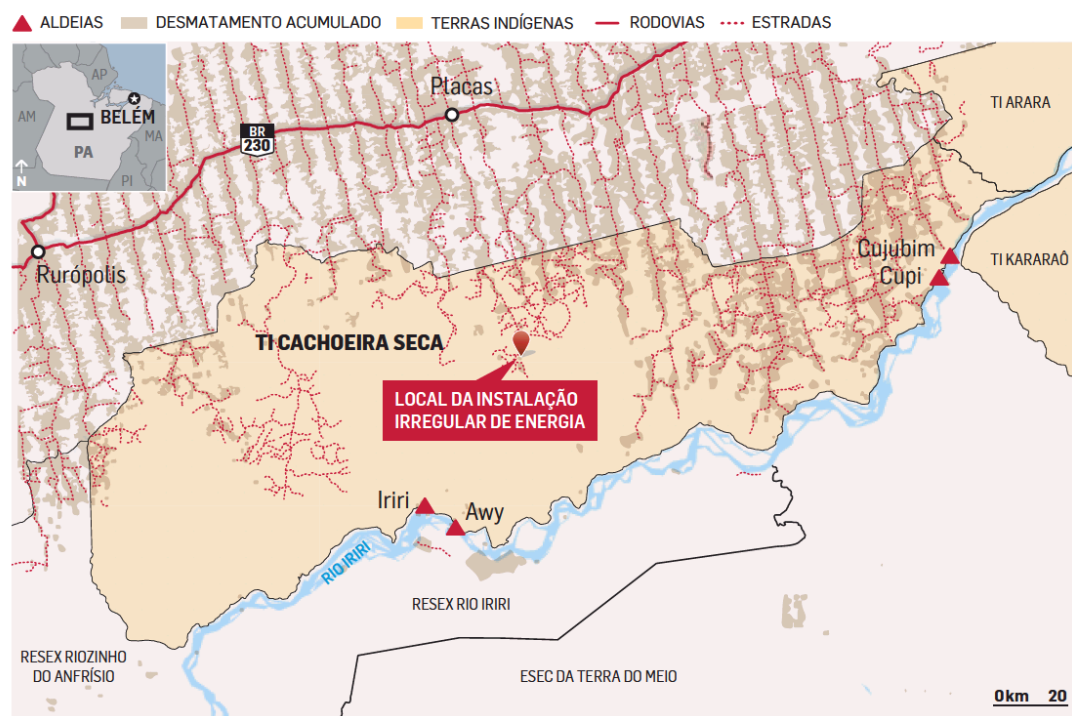 ALDEIAS DESMATAMENTO ACUMULADO TERRAS INDÍGENAS RODOVIAS ESTRADAS
AP
BELÉM
AM
MA
PA
PI
N
Placas
BR
230
Rurópolis
TI ARARA
Cujubim
Cupi
TI KARARAÔ
TI CACHOEIRA SECA
LOCAL DA INSTALAÇÃO
IRREGULAR DE ENERGIA
Iriri
Awy
RIO IRIRI
RESEX RIO IRIRI
RESEX RIOZINHO
DO ANFRÍSIO
ESEC DA TERRA DO MEIO
0km 20